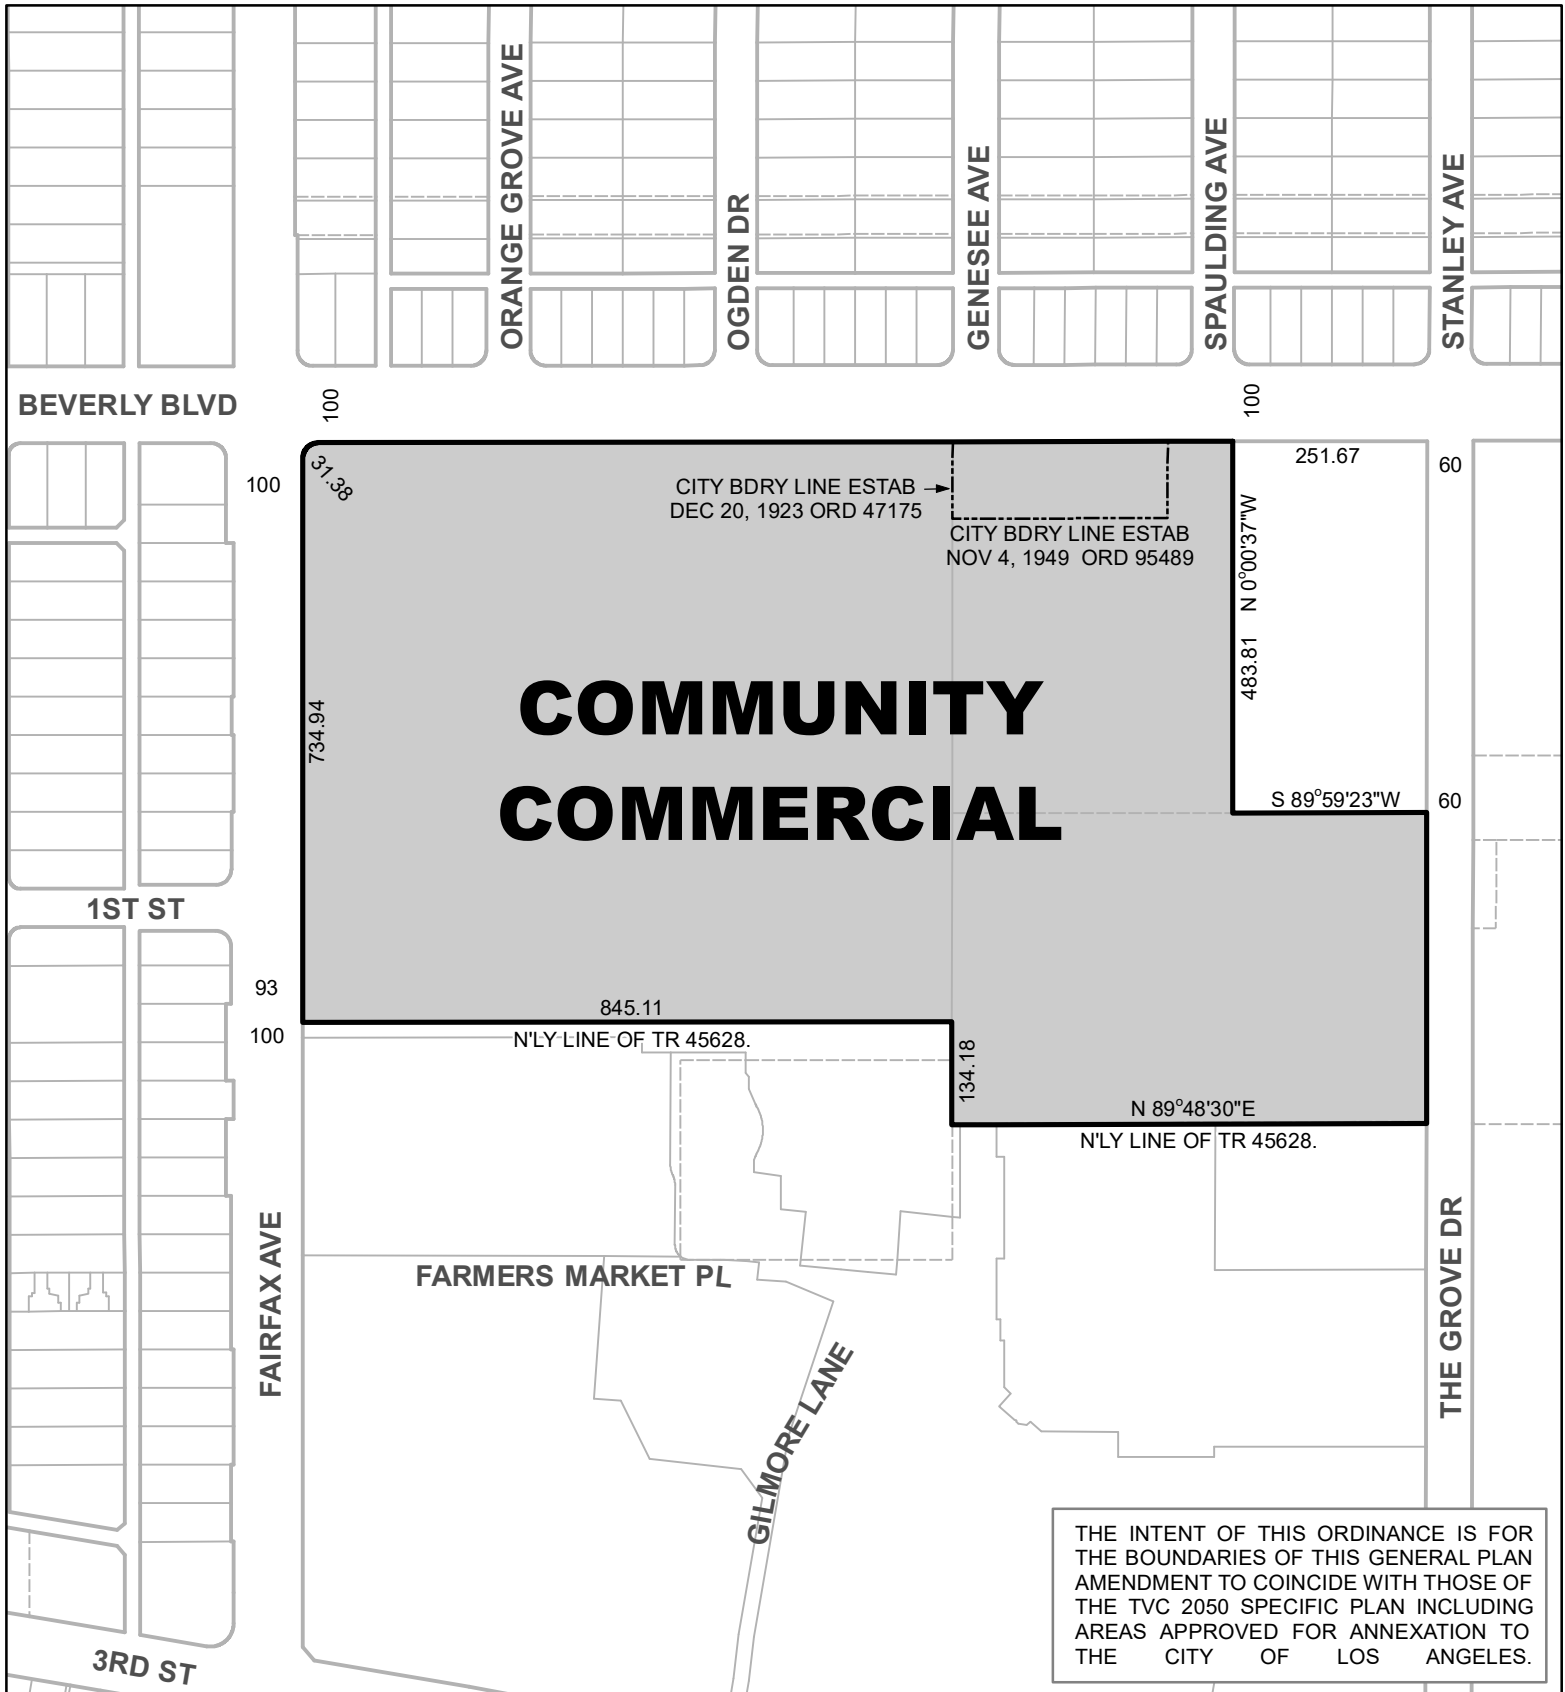 ORANGE GROVE AVE
OGDEN DR
GENESEE AVE
SPAULDING AVE
STANLEY AVE
BEVERLY BLVD
100
100
100
31.38
251.67
60
CITY BDRY LINE ESTAB
DEC 20, 1923 ORD 47175
CITY BDRY LINE ESTAB
NOV 4, 1949 ORD 95489
483.81 N 0°00'37"W
734.94
COMMUNITY
COMMERCIAL
S 89°59'23"W
60
1ST ST
93
100
845.11
N'LY LINE OF TR 45628.
134.18
N 89°48'30"E
N'LY LINE OF TR 45628.
FAIRFAX AVE
FARMERS MARKET PL
GILMORE LANE
THE GROVE DR
3RD ST
THE INTENT OF THIS ORDINANCE IS FOR
THE BOUNDARIES OF THIS GENERAL PLAN
AMENDMENT TO COINCIDE WITH THOSE OF
THE TVC 2050 SPECIFIC PLAN INCLUDING
AREAS APPROVED FOR ANNEXATION TO
THE CITY OF LOS ANGELES.